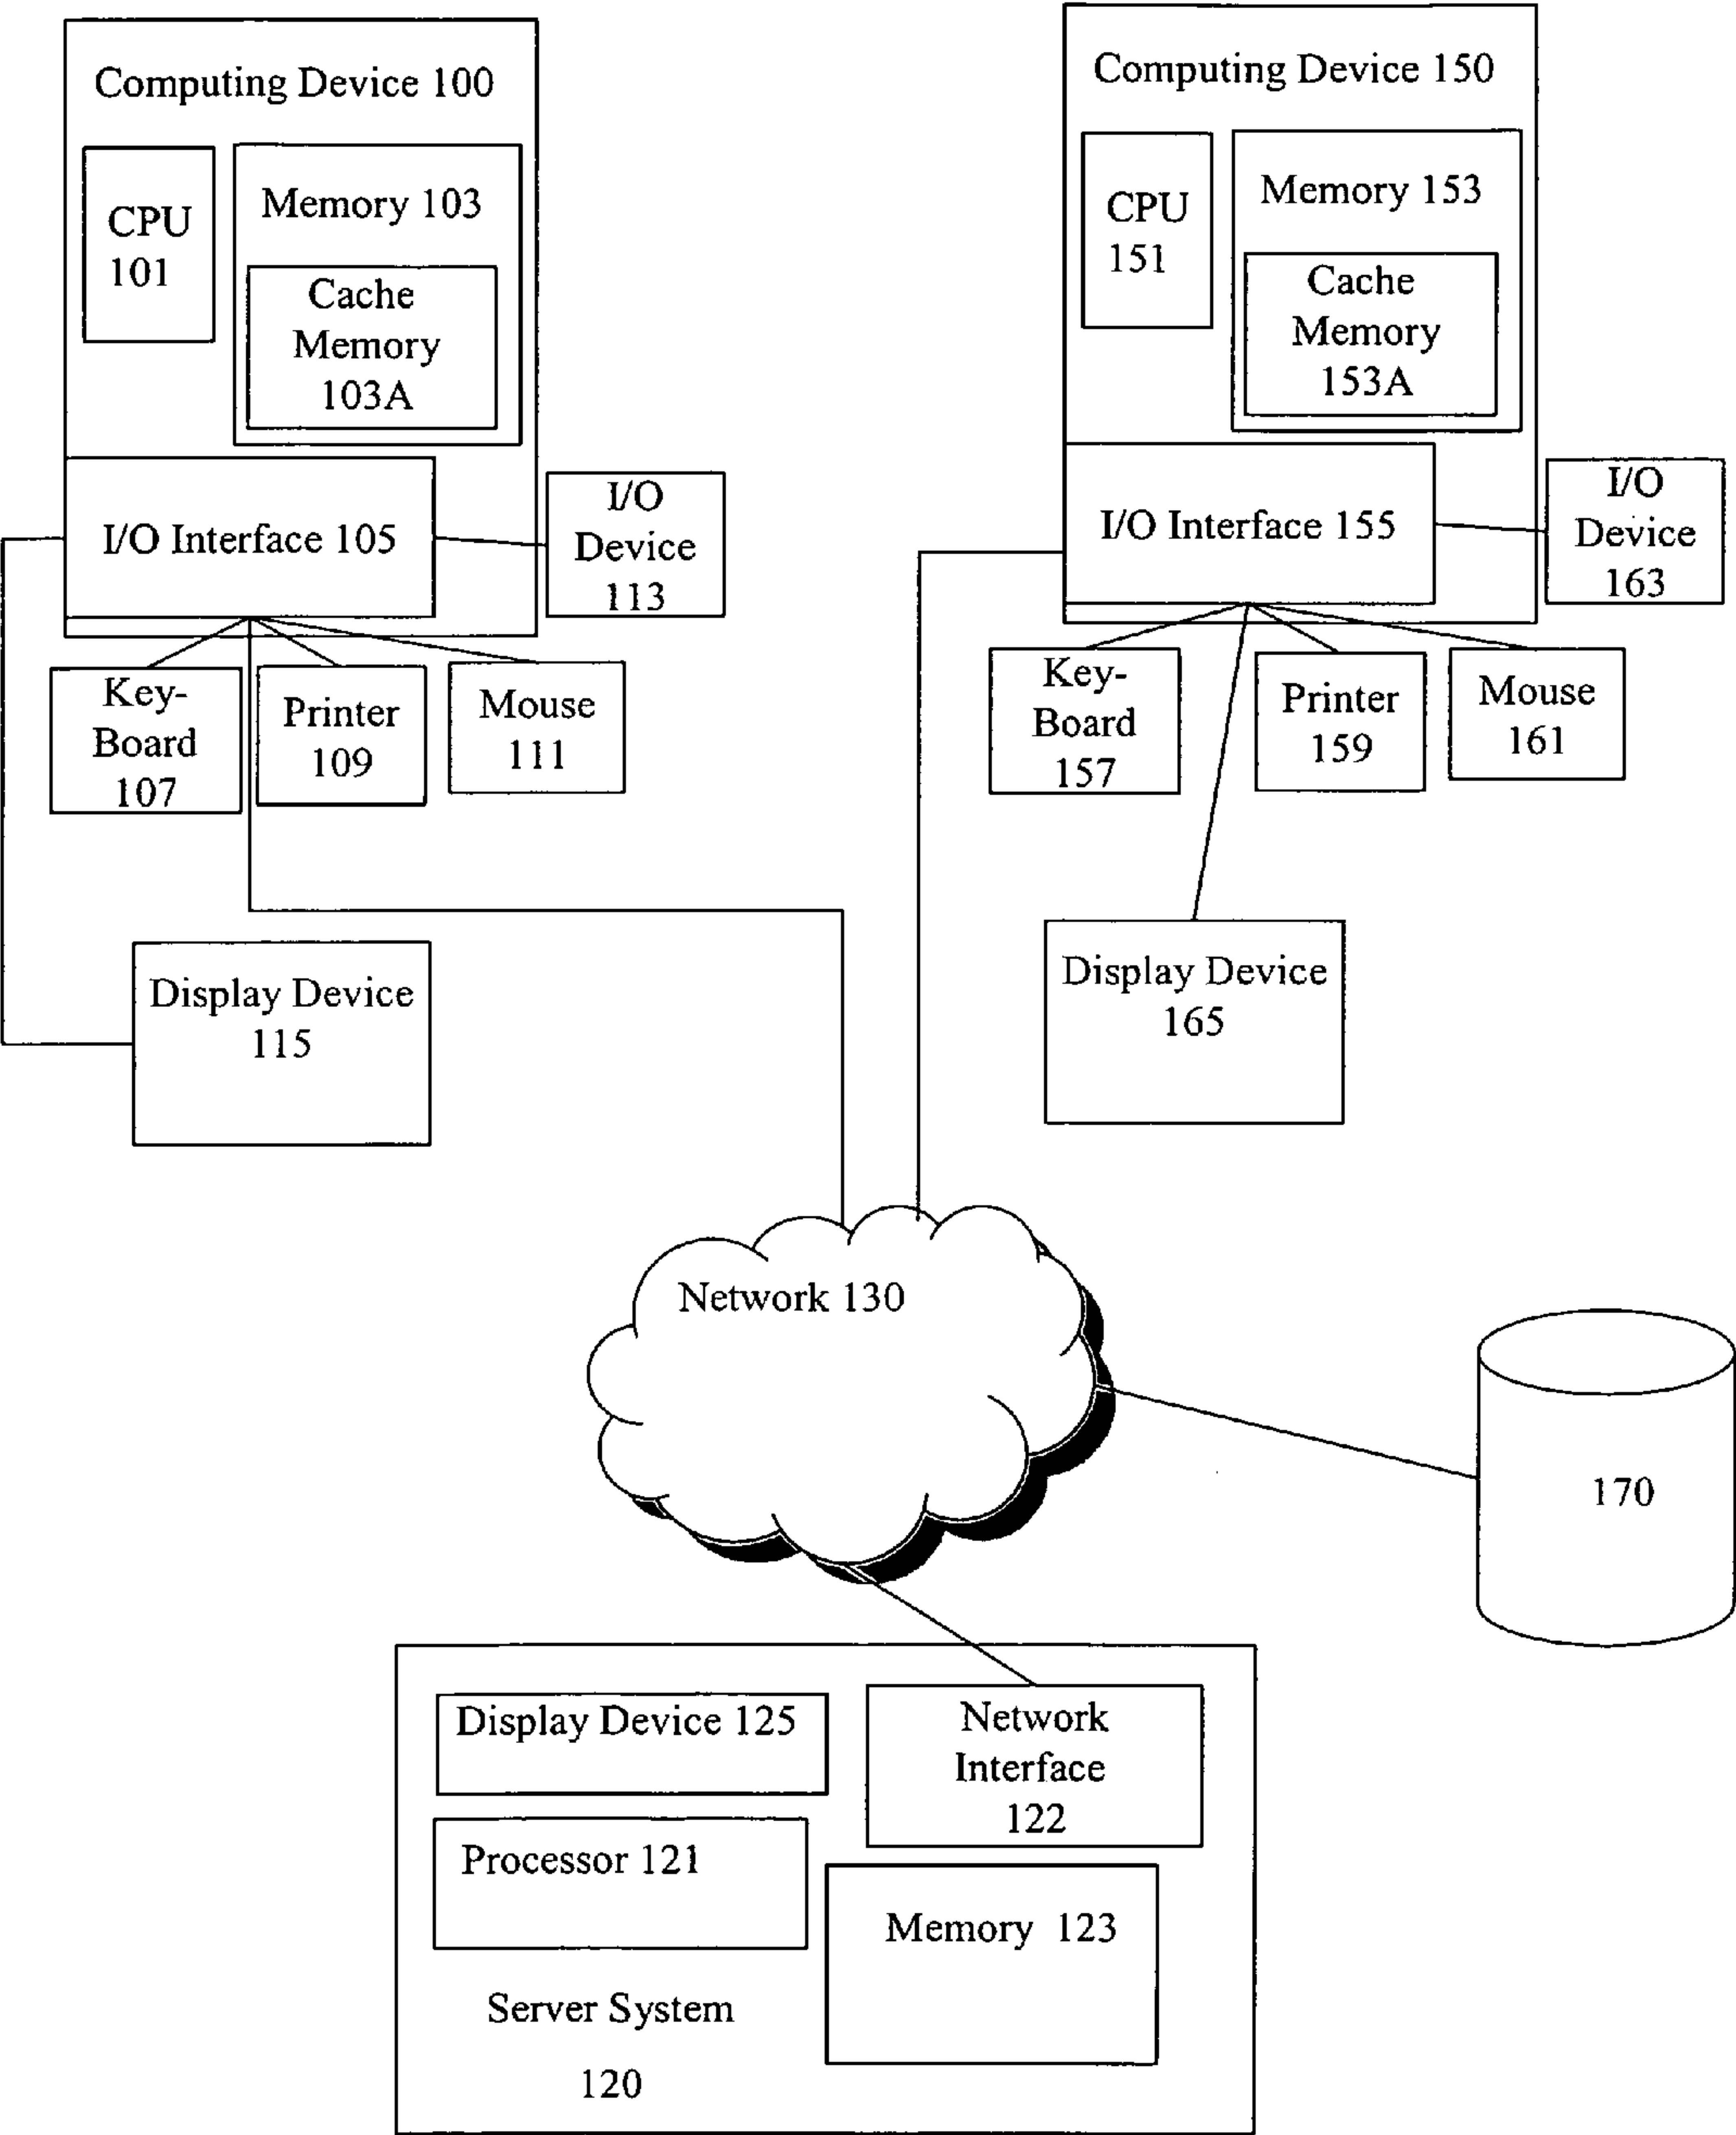 Computing Device 100
CPU
101
Memory 103
Cache
Memory
103A
I/O Interface 105
I/O
Device
113
Key-
Board
107
Printer
109
Mouse
111
Display Device
115
Computing Device 150
CPU
151
Memory 153
Cache
Memory
153A
I/O Interface 155
I/O
Device
163
Key-
Board
157
Printer
159
Mouse
161
Display Device
165
Network 130
170
Display Device 125
Network
Interface
122
Processor 121
Memory 123
Server System
120